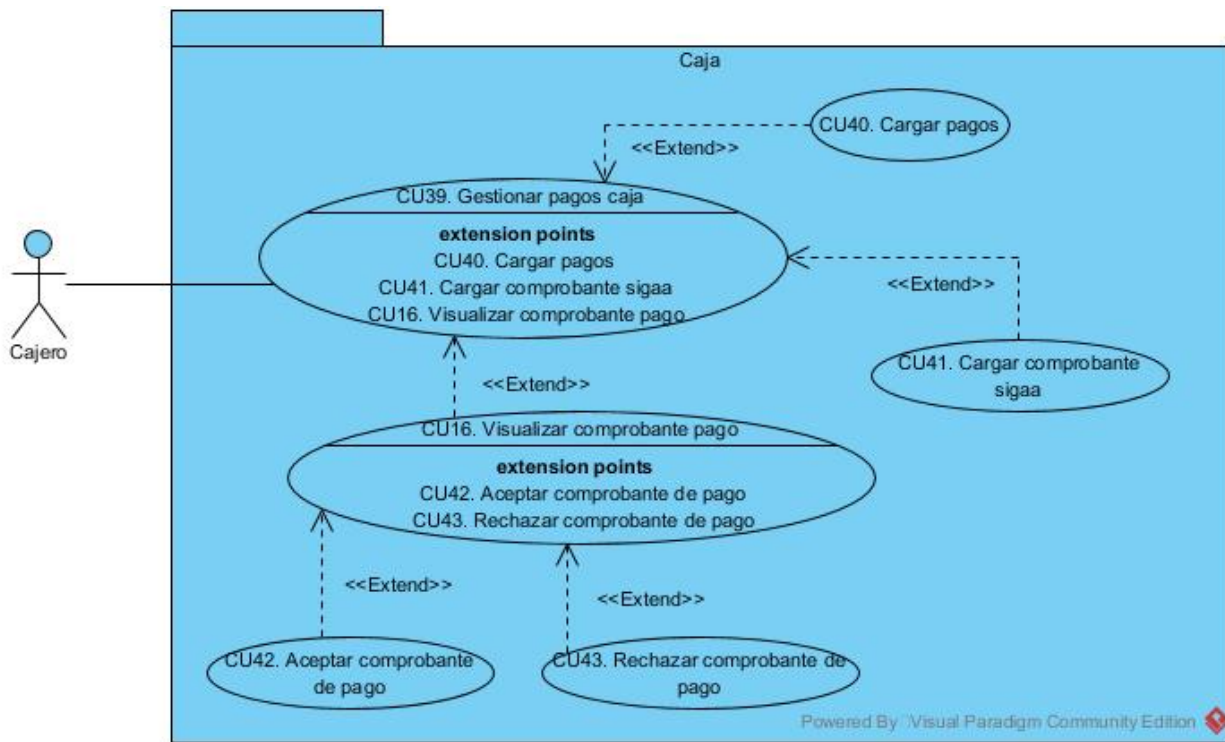 Caja
CU40. Cargar pagos
<<Extend>>
CU39. Gestionar pagos caja
extension points
CU40. Cargar pagos
CU41. Cargar comprobante sigaa
CU16. Visualizar comprobante pago
<<Extend>>
Cajero
CU41. Cargar comprobante
sigaa
<<Extend>>
CU16. Visualizar comprobante pago
extension points
CU42. Aceptar comprobante de pago
CU43. Rechazar comprobante de pago
<<Extend>>
<<Extend>>
CU42. Aceptar comprobante
de pago
CU43. Rechazar comprobante de
pago
Powered By Visual Paradigm Community Edition